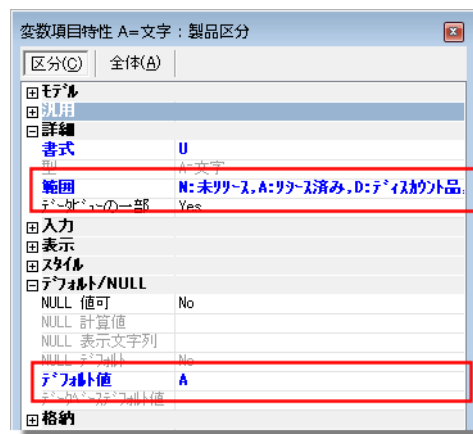 変数項目特性 A=文字：製品区分
区分(C) 全体(A)
モデル
汎用
詳細
書式 U
型 A=文字
範囲 N:未リリース,A:リリース済み,D:ディスカウント品,
データビューの一部 Yes
入力
表示
スタイル
デフォルト/NULL
NULL 値可 No
NULL 計算値
NULL 表示文字列
NULL デフォルト No
デフォルト値 A
データベースデフォルト値
格納